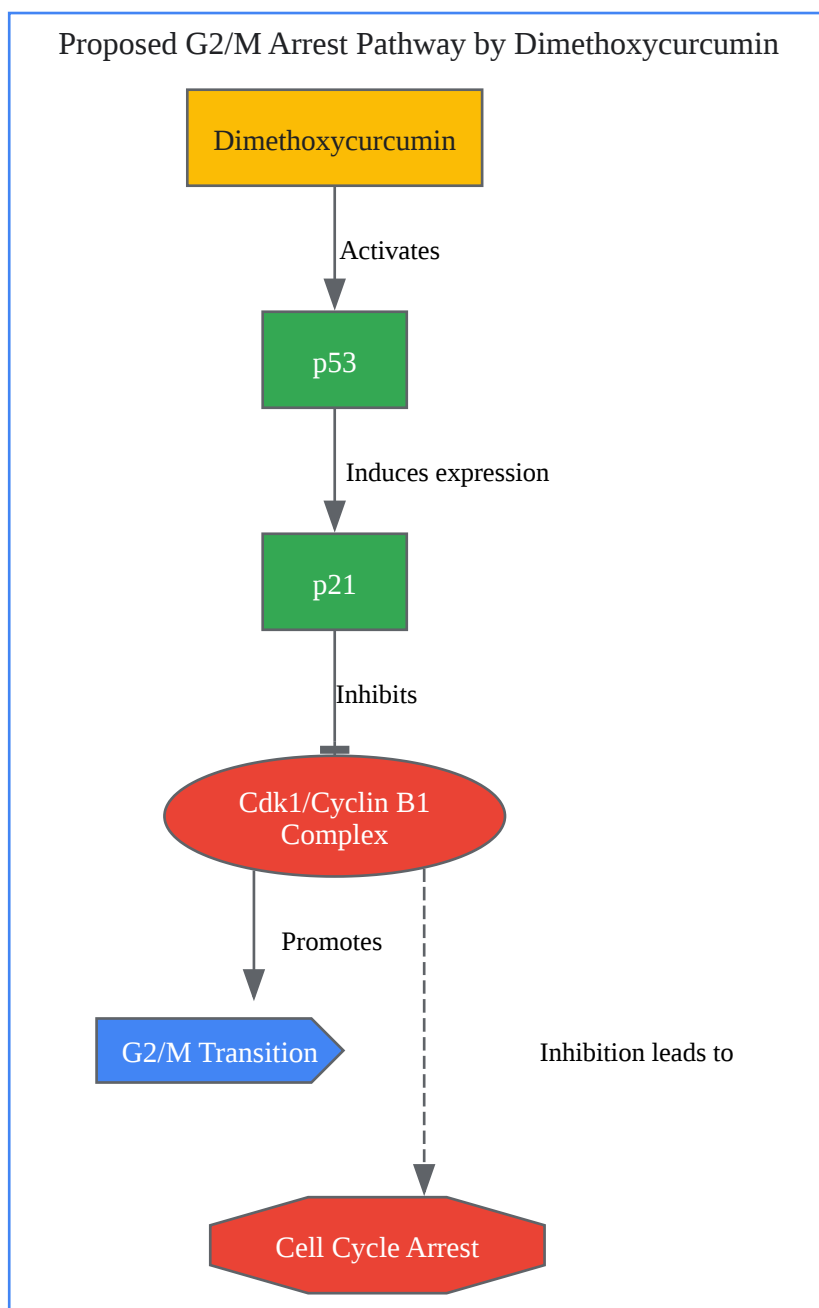 Proposed G2/M Arrest Pathway by Dimethoxycurcumin
Dimethoxycurcumin
Activates
p53
Induces expression
p21
Inhibits
Cdk1/Cyclin B1
Complex
Promotes
G2/M Transition
Inhibition leads to
Cell Cycle Arrest